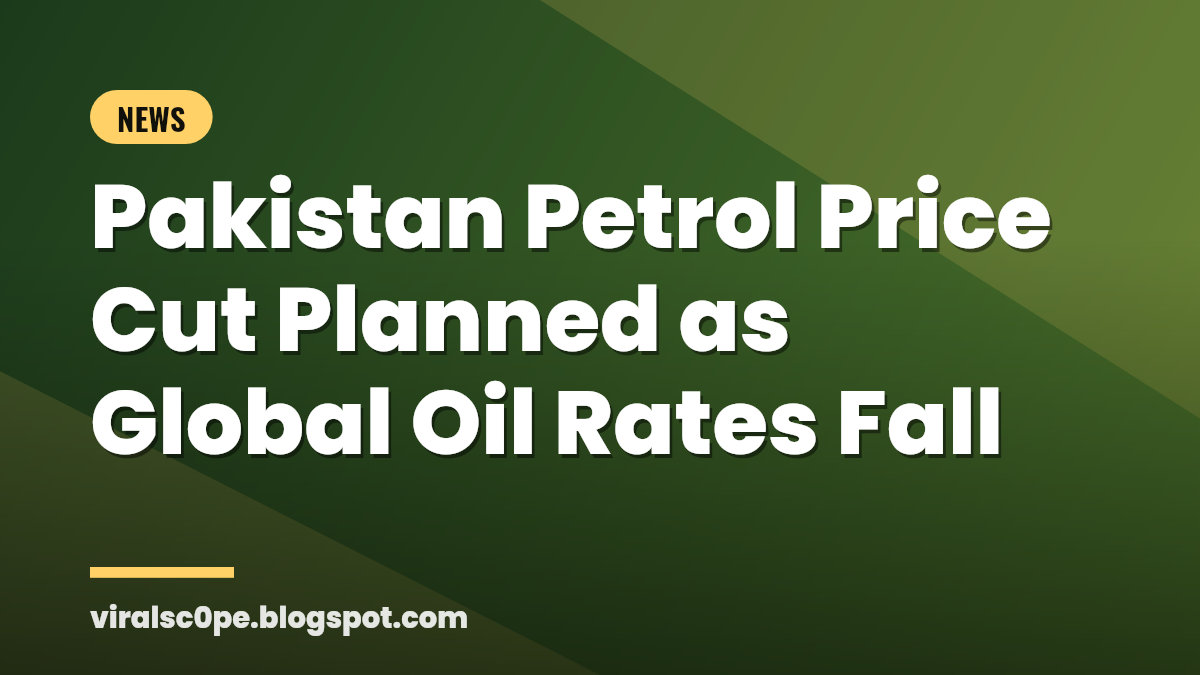 NEWS
Pakistan Petrol Price
Cut Planned as
Global Oil Rates Fall
viralsc0pe.blogspot.com